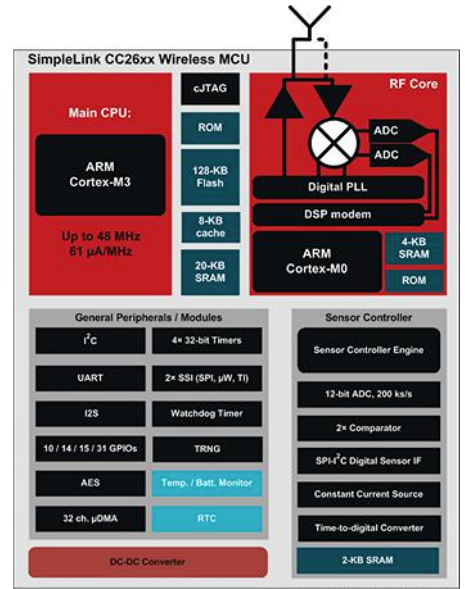 SimpleLink CC26xx Wireless MCU
Main CPU:
ARM
Cortex-M3
Up to 48 MHz
61 µA/MHz
cJTAG
ROM
128-KB
Flash
8-KB
cache
20-KB
SRAM
RF Core
ADC
ADC
Digital PLL
DSP modem
ARM
Cortex-M0
4-KB
SRAM
ROM
General Peripherals / Modules
I²C
4× 32-bit Timers
UART
2× SSI (SPI, µW, TI)
I2S
Watchdog Timer
10 / 14 / 15 / 31 GPIOs
TRNG
AES
Temp. / Batt. Monitor
32 ch. µDMA
RTC
DC-DC Converter
Sensor Controller
Sensor Controller Engine
12-bit ADC, 200 ks/s
2× Comparator
SPI-I²C Digital Sensor IF
Constant Current Source
Time-to-digital Converter
2-KB SRAM